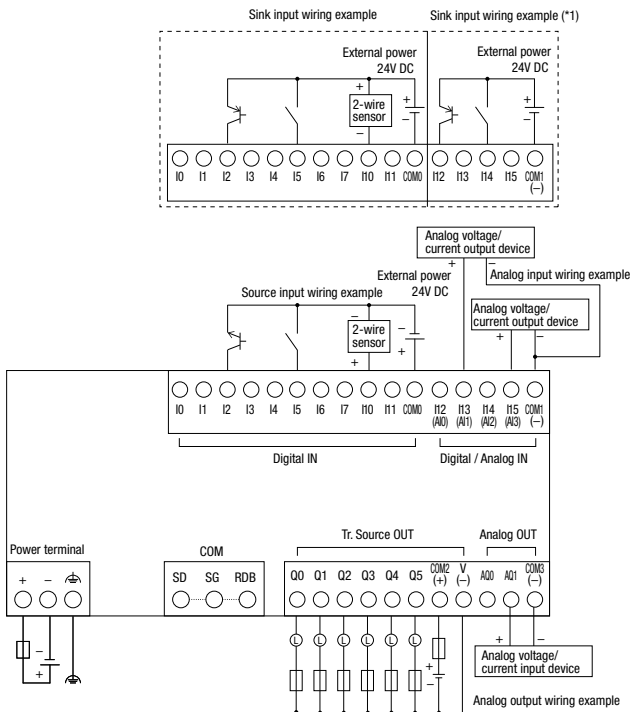 Sink input wiring example
Sink input wiring example (*1)
External power
24V DC
External power
24V DC
+
2-wire
sensor
–
+
–
+
–
I0 I1 I2 I3 I4 I5 I6 I7 I10 I11 COM0 I12 I13 I14 I15 COM1
(–)
Analog voltage/
current output device
+ –
Analog input wiring example
External power
24V DC
Source input wiring example
Analog voltage/
current output device
+ –
–
2-wire
sensor
+
–
+
I0 I1 I2 I3 I4 I5 I6 I7 I10 I11 COM0 I12 I13 I14 I15 COM1
(AI0) (AI1) (AI2) (AI3) (–)
Digital IN
Digital / Analog IN
Tr. Source OUT
Analog OUT
Power terminal
COM
+ –
SD SG RDB
Q0 Q1 Q2 Q3 Q4 Q5 COM2 V AQ0 AQ1 COM3
(+) (–) (–)
L L L L L L
–
+
+
–
+ –
Analog voltage/
current input device
Analog output wiring example